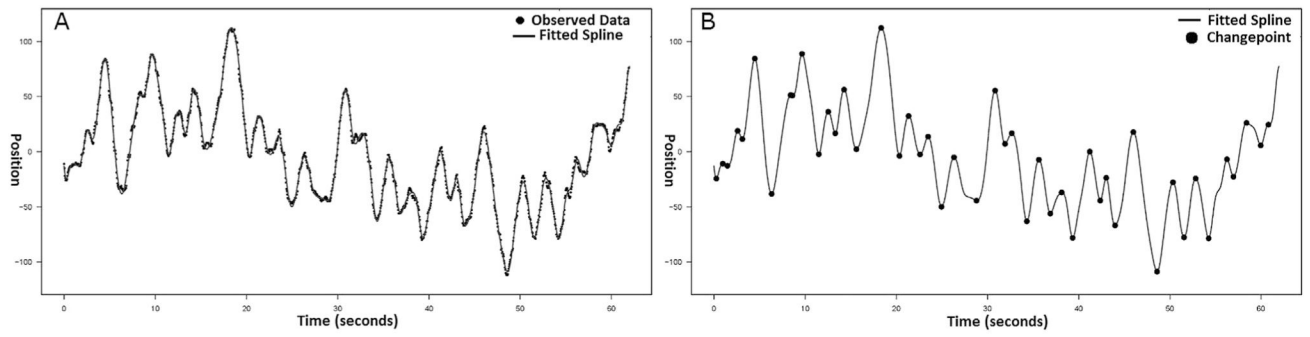 A
Observed Data
Fitted Spline
100
50
0
−50
−100
Position
0
10
20
30
40
50
60
Time (seconds)
B
Fitted Spline
Changepoint
100
50
0
−50
−100
Position
0
10
20
30
40
50
60
Time (seconds)